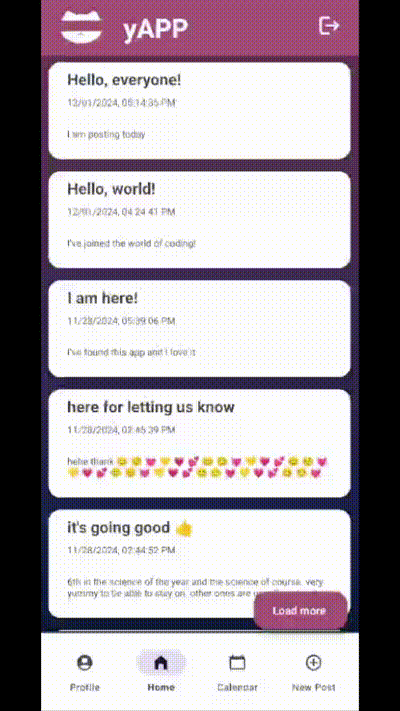 yAPP
Hello, everyone!
12/01/2024, 05:14:35 PM
I am posting today
Hello, world!
12/01/2024, 04:24:41 PM
I've joined the world of coding!
I am here!
11/28/2024, 05:39:06 PM
I've found this app and I love it
here for letting us know
11/28/2024, 02:45:39 PM
hehe thank 😊😊💓💛❤️💕😊😊💓💛❤️💕😊😊💓
💛❤️💕😊😊💓💛❤️💕😊😊💓💛❤️💕😊😊💓
it's going good 👍
11/28/2024, 02:44:52 PM
6th in the science of the year and the science of course. very
yummy to be able to stay on. other ones are
Load more
Profile
Home
Calendar
New Post